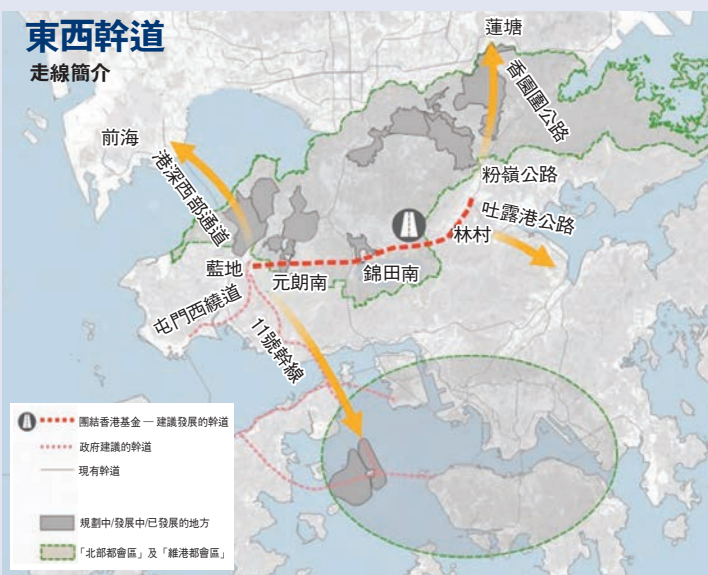 東西幹道
走線簡介
蓮塘
香園圍公路
前海
港深西部通道
粉嶺公路
吐露港公路
林村
藍地
元朗南
錦田南
屯門西繞道
11號幹線
團結香港基金 — 建議發展的幹道
政府建議的幹道
現有幹道
規劃中/發展中/已發展的地方
「北部都會區」及「維港都會區」